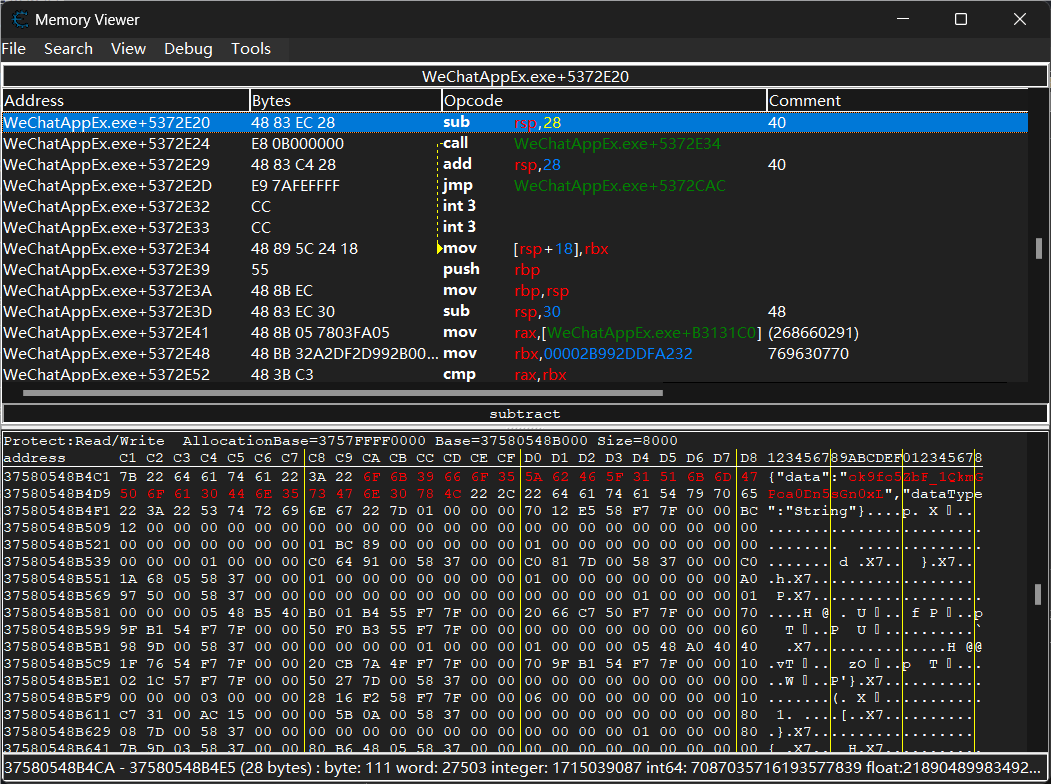 Memory Viewer
File Search View Debug Tools
WeChatAppEx.exe+5372E20
Address Bytes Opcode Comment
WeChatAppEx.exe+5372E20 48 83 EC 28 sub rsp,28 40
WeChatAppEx.exe+5372E24 E8 0B000000 call WeChatAppEx.exe+5372E34
WeChatAppEx.exe+5372E29 48 83 C4 28 add rsp,28 40
WeChatAppEx.exe+5372E2D E9 7AFEFFFF jmp WeChatAppEx.exe+5372CAC
WeChatAppEx.exe+5372E32 CC int 3
WeChatAppEx.exe+5372E33 CC int 3
WeChatAppEx.exe+5372E34 48 89 5C 24 18 mov [rsp+18],rbx
WeChatAppEx.exe+5372E39 55 push rbp
WeChatAppEx.exe+5372E3A 48 8B EC mov rbp,rsp
WeChatAppEx.exe+5372E3D 48 83 EC 30 sub rsp,30 48
WeChatAppEx.exe+5372E41 48 8B 05 7803FA05 mov rax,[WeChatAppEx.exe+B3131C0] (268660291)
WeChatAppEx.exe+5372E48 48 BB 32A2DF2D992B00... mov rbx,00002B992DDFA232 769630770
WeChatAppEx.exe+5372E52 48 3B C3 cmp rax,rbx
subtract
Protect:Read/Write AllocationBase=3757FFFF0000 Base=37580548B000 Size=8000
address C1 C2 C3 C4 C5 C6 C7 C8 C9 CA CB CC CD CE CF D0 D1 D2 D3 D4 D5 D6 D7 D8 123456789ABCDEF012345678
37580548B4C1 7B 22 64 61 74 61 22 3A 22 6F 6B 39 66 6F 35 5A 62 46 5F 31 51 6B 6D 47 {"data":"ok9fo5ZbF_1QkmG
37580548B4D9 50 6F 61 30 44 6E 35 73 47 6E 30 78 4C 22 2C 22 64 61 74 61 54 79 70 65 Poa0Dn5sGn0xL","dataType
37580548B4F1 22 3A 22 53 74 72 69 6E 67 22 7D 01 00 00 00 70 12 E5 58 F7 7F 00 00 BC ":"String"}....p. X ..
37580548B509 12 00 00 00 00 00 00 00 00 00 00 00 00 00 00 00 00 00 00 00 00 00 00 00 ........................
37580548B521 00 00 00 00 00 00 00 01 BC 89 00 00 00 00 00 01 00 00 00 00 00 00 00 00 ........ ..............
37580548B539 00 00 00 01 00 00 00 C0 64 91 00 58 37 00 00 C0 81 7D 00 58 37 00 00 C0 ....... d .X7.. }.X7..
37580548B551 1A 68 05 58 37 00 00 01 00 00 00 00 00 00 00 01 00 00 00 00 00 00 00 A0 .h.X7..................
37580548B569 97 50 00 58 37 00 00 00 00 00 00 00 00 00 00 00 00 00 00 01 00 00 00 01 P.X7...................
37580548B581 00 00 00 05 48 B5 40 B0 01 B4 55 F7 7F 00 00 20 66 C7 50 F7 7F 00 00 70 ....H @ . U .. f P ..p
37580548B599 9F B1 54 F7 7F 00 00 50 F0 B3 55 F7 7F 00 00 00 00 00 00 00 00 00 00 60 T ..P U ..........`
37580548B5B1 98 9D 00 58 37 00 00 00 00 00 00 01 00 00 00 01 00 00 00 05 48 A0 40 40 .X7.............H @@
37580548B5C9 1F 76 54 F7 7F 00 00 20 CB 7A 4F F7 7F 00 00 70 9F B1 54 F7 7F 00 00 10 .vT .. zO ..p T ...
37580548B5E1 02 1C 57 F7 7F 00 00 50 27 7D 00 58 37 00 00 00 00 00 00 00 00 00 00 00 ..W ..P'}.X7...........
37580548B5F9 00 00 00 03 00 00 00 28 16 F2 58 F7 7F 00 00 06 00 00 00 00 00 00 00 10 .......(. X ...........
37580548B611 C7 31 00 AC 15 00 00 00 5B 0A 00 58 37 00 00 00 00 00 00 00 00 00 00 80 1. ....[..X7..........
37580548B629 08 7D 00 58 37 00 00 00 00 00 00 00 00 00 00 00 00 00 00 01 00 00 00 80 .}.X7..................
37580548B641 7B 9D 03 58 37 00 00 80 B6 48 05 58 37 00 00 00 00 00 00 00 00 00 00 00 { .X7.. H.X7............
37580548B4CA - 37580548B4E5 (28 bytes) : byte: 111 word: 27503 integer: 1715039087 int64: 7087035716193577839 float:21890489983492...